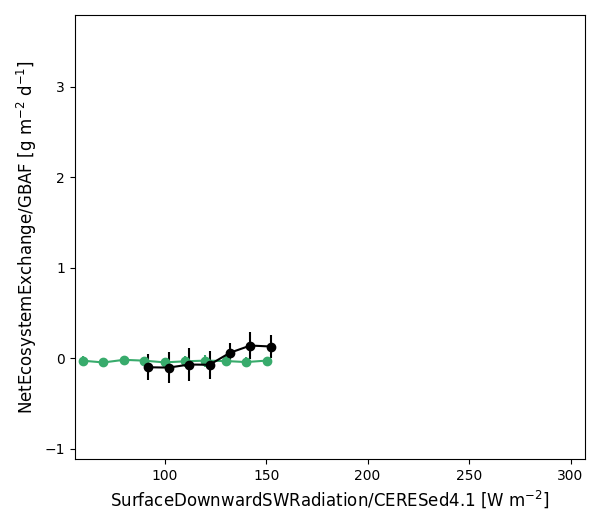 NetEcosystemExchange/GBAF [g m⁻² d⁻¹]
3
2
1
0
−1
100 150 200 250 300
SurfaceDownwardSWRadiation/CERESed4.1 [W m⁻²]